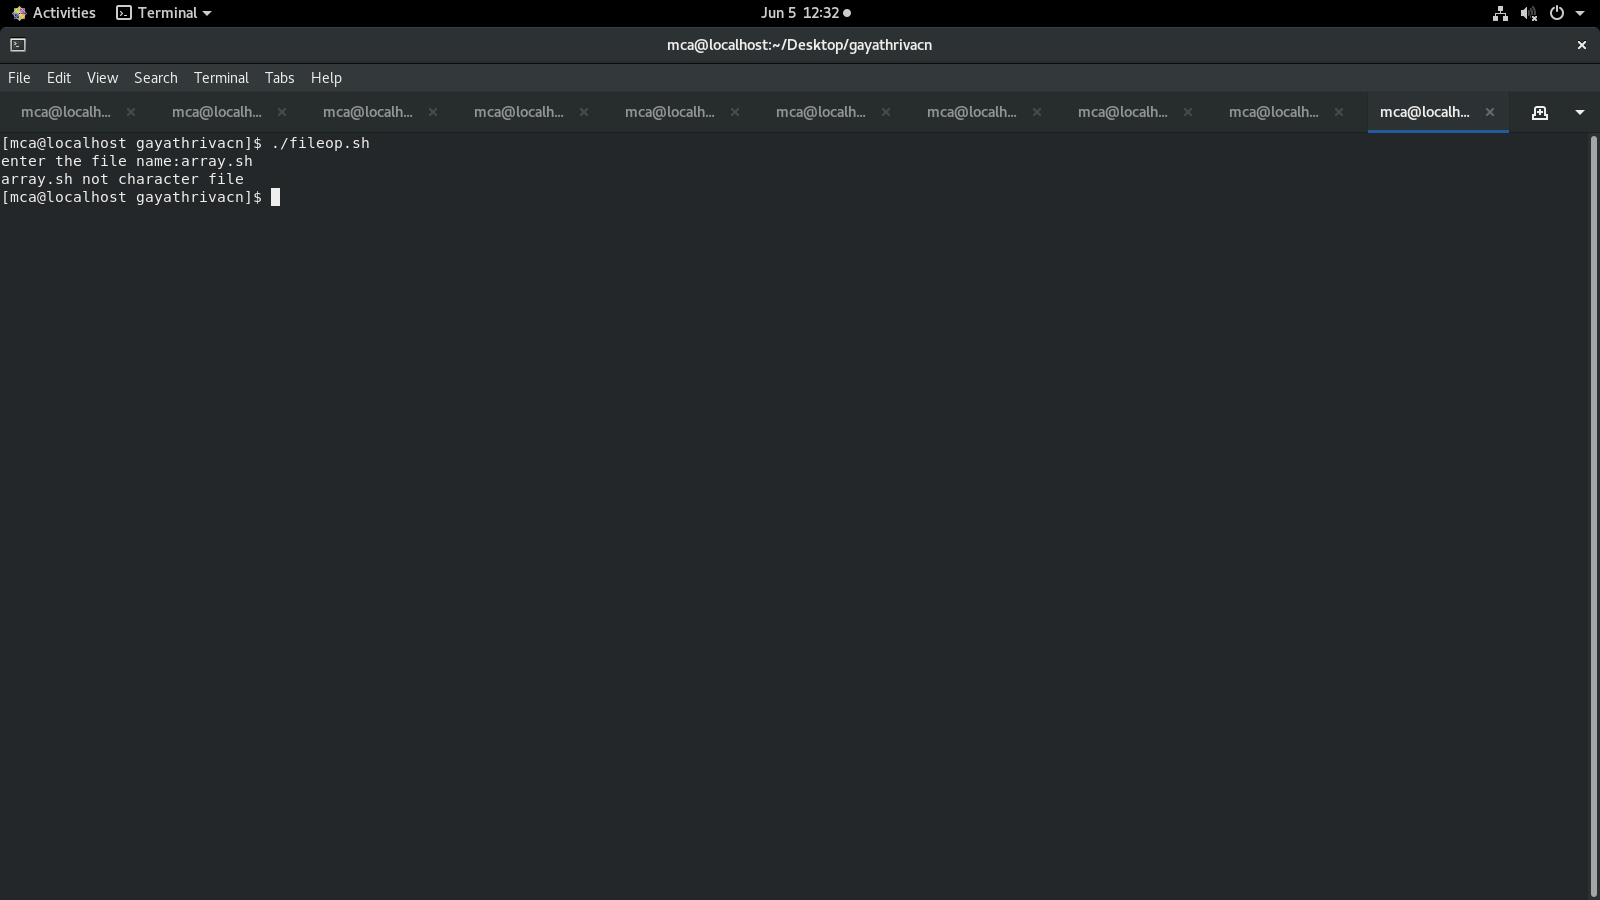 Activities Terminal Jun 5 12:32
mca@localhost:~/Desktop/gayathrivacn
File Edit View Search Terminal Tabs Help
mca@localh... mca@localh... mca@localh... mca@localh... mca@localh... mca@localh... mca@localh... mca@localh... mca@localh... mca@localh...
[mca@localhost gayathrivacn]$ ./fileop.sh
enter the file name:array.sh
array.sh not character file
[mca@localhost gayathrivacn]$